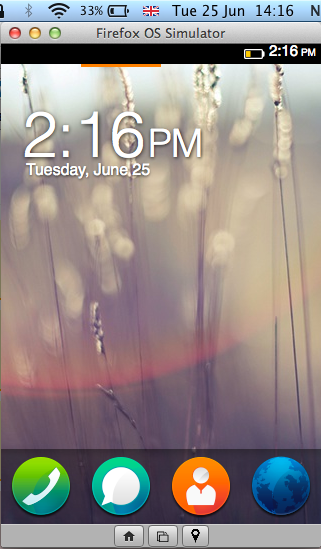 33% Tue 25 Jun 14:16 N
Firefox OS Simulator
2:16 PM
2:16PM
Tuesday, June 25